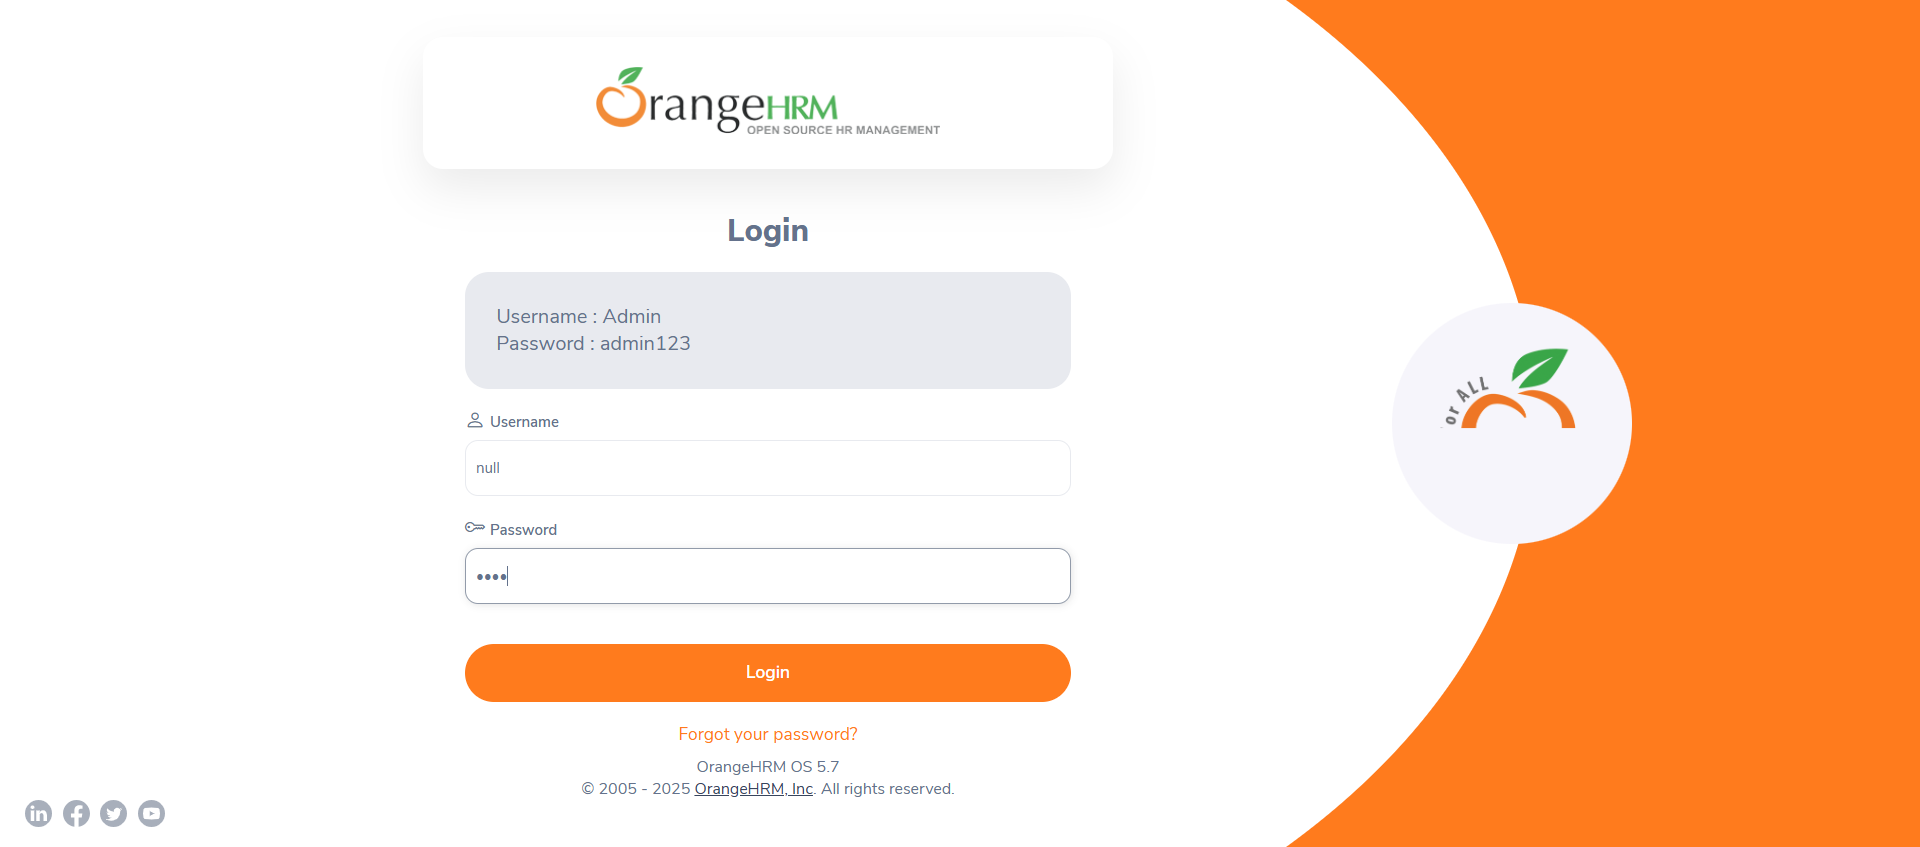 OrangeHRM
OPEN SOURCE HR MANAGEMENT
Login
Username : Admin
Password : admin123
Username
null
Password
••••
Login
Forgot your password?
OrangeHRM OS 5.7
© 2005 - 2025 OrangeHRM, Inc. All rights reserved.
or ALL